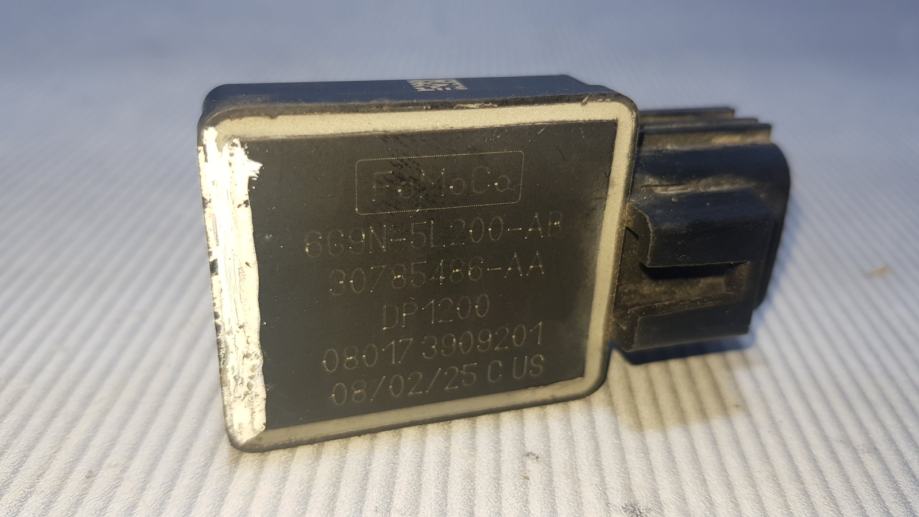 FoMoCo
6G9N-5L200-AB
30785486-AA
DP1200
08017 3909201
08/02/25 C US